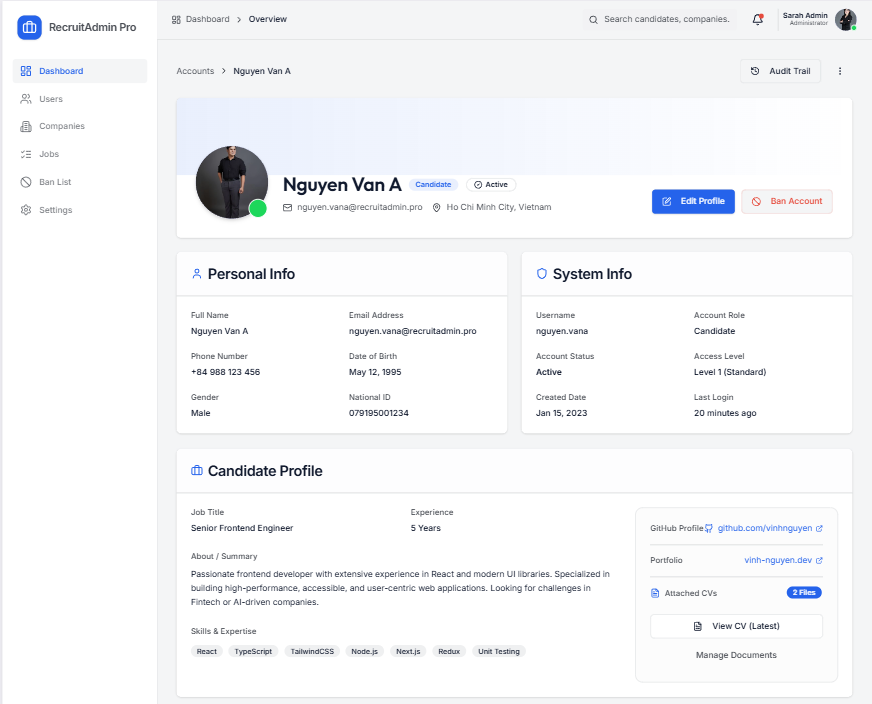 RecruitAdmin Pro
Dashboard
Users
Companies
Jobs
Ban List
Settings
Dashboard > Overview
Search candidates, companies.
Sarah Admin
Administrator
Accounts > Nguyen Van A
Audit Trail
Nguyen Van A Candidate Active
nguyen.vana@recruitadmin.pro Ho Chi Minh City, Vietnam
Edit Profile
Ban Account
Personal Info
Full Name Email Address
Nguyen Van A nguyen.vana@recruitadmin.pro
Phone Number Date of Birth
+84 988 123 456 May 12, 1995
Gender National ID
Male 079195001234
System Info
Username Account Role
nguyen.vana Candidate
Account Status Access Level
Active Level 1 (Standard)
Created Date Last Login
Jan 15, 2023 20 minutes ago
Candidate Profile
Job Title Experience
Senior Frontend Engineer 5 Years
About / Summary
Passionate frontend developer with extensive experience in React and modern UI libraries. Specialized in
building high-performance, accessible, and user-centric web applications. Looking for challenges in
Fintech or AI-driven companies.
Skills & Expertise
React TypeScript TailwindCSS Node.js Next.js Redux Unit Testing
GitHub Profile github.com/vinhnguyen
Portfolio vinh-nguyen.dev
Attached CVs 2 Files
View CV (Latest)
Manage Documents